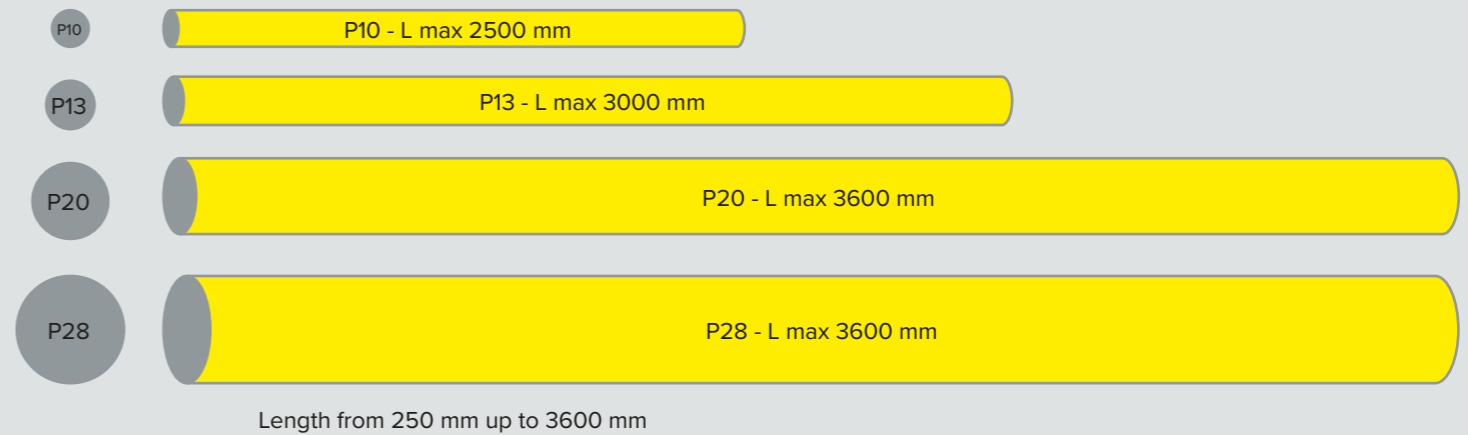 P10
P10 - L max 2500 mm
P13
P13 - L max 3000 mm
P20
P20 - L max 3600 mm
P28
P28 - L max 3600 mm
Length from 250 mm up to 3600 mm